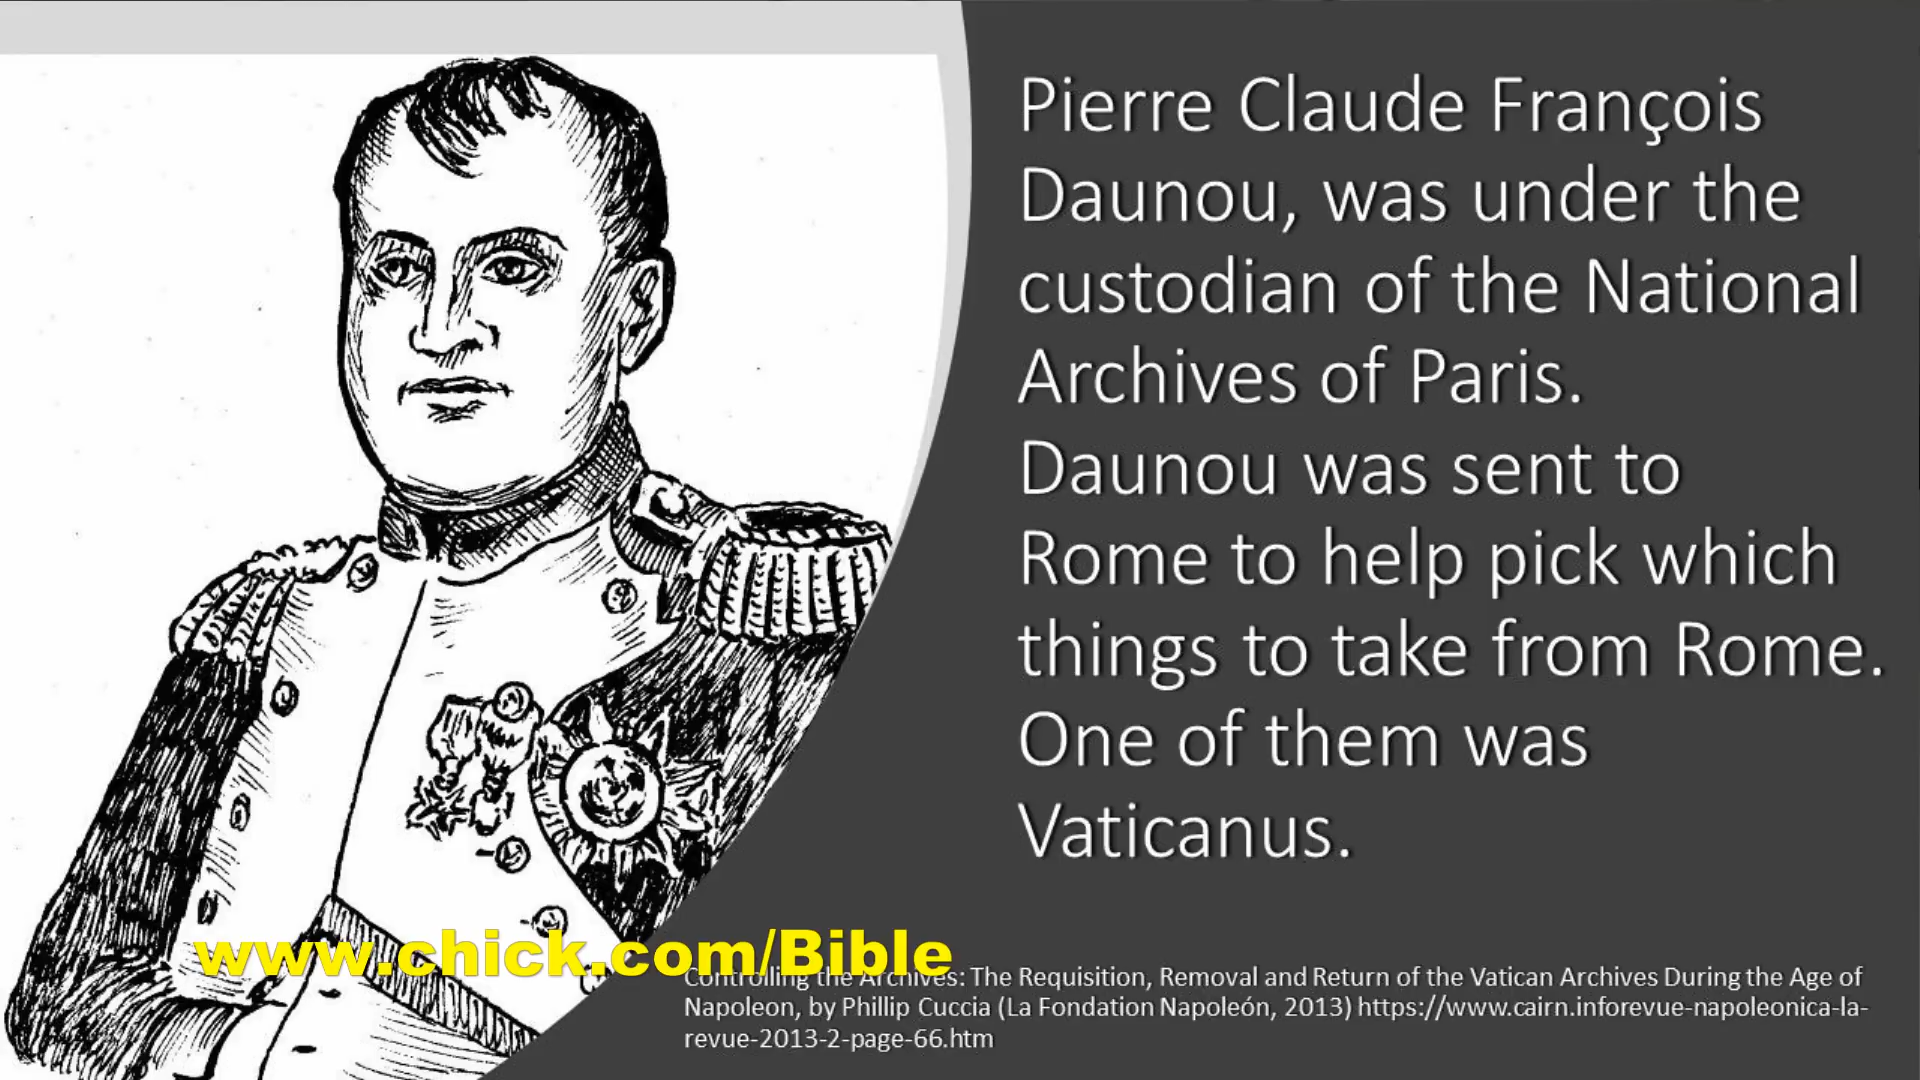 Pierre Claude François
Daunou, was under the
custodian of the National
Archives of Paris.
Daunou was sent to
Rome to help pick which
things to take from Rome.
One of them was
Vaticanus.
www.chick.com/Bible
Controlling the Archives: The Requisition, Removal and Return of the Vatican Archives During the Age of
Napoleon, by Phillip Cuccia (La Fondation Napoleón, 2013) https://www.cairn.inforevue-napoleonica-la-
revue-2013-2-page-66.htm